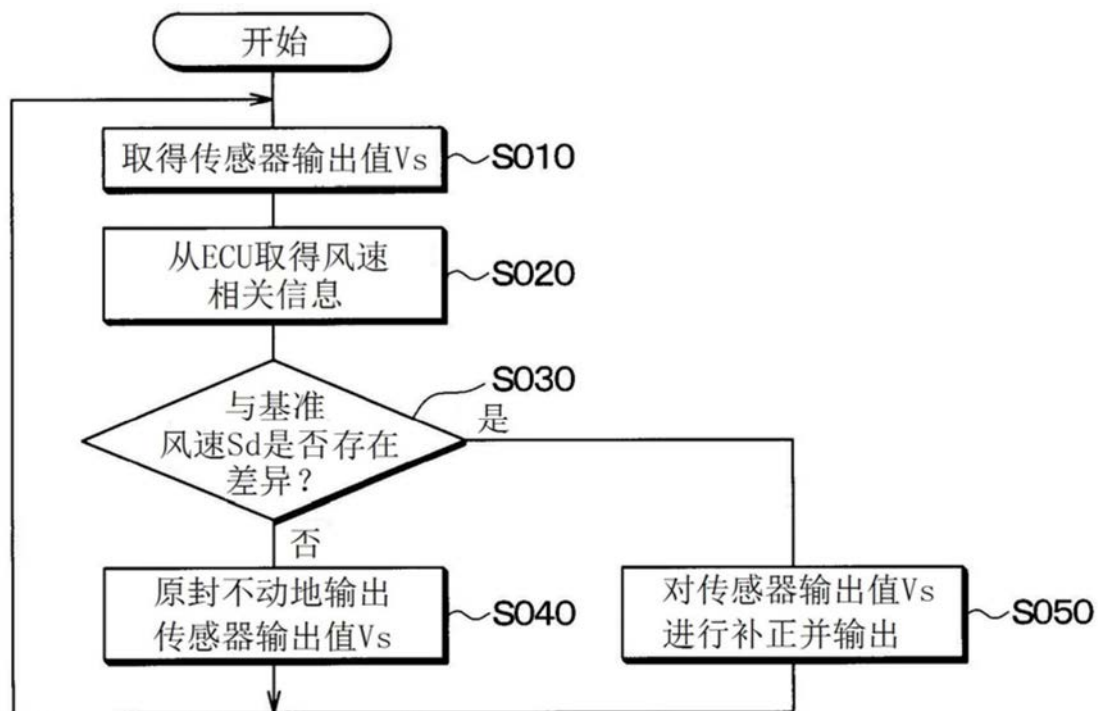 开始
取得传感器输出值Vs
S010
从ECU取得风速
相关信息
S020
S030
与基准
风速Sd是否存在
差异？
是
否
原封不动地输出
传感器输出值Vs
S040
对传感器输出值Vs
进行补正并输出
S050